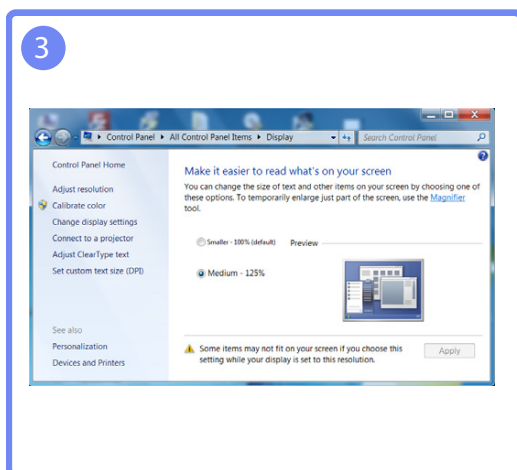 3
Control Panel ▸ All Control Panel Items ▸ Display
Search Control Panel
Control Panel Home
Adjust resolution
Calibrate color
Change display settings
Connect to a projector
Adjust ClearType text
Set custom text size (DPI)
See also
Personalization
Devices and Printers
Make it easier to read what's on your screen
You can change the size of text and other items on your screen by choosing one of
these options. To temporarily enlarge just part of the screen, use the Magnifier
tool.
Smaller - 100% (default) Preview
Medium - 125%
Some items may not fit on your screen if you choose this
setting while your display is set to this resolution.
Apply